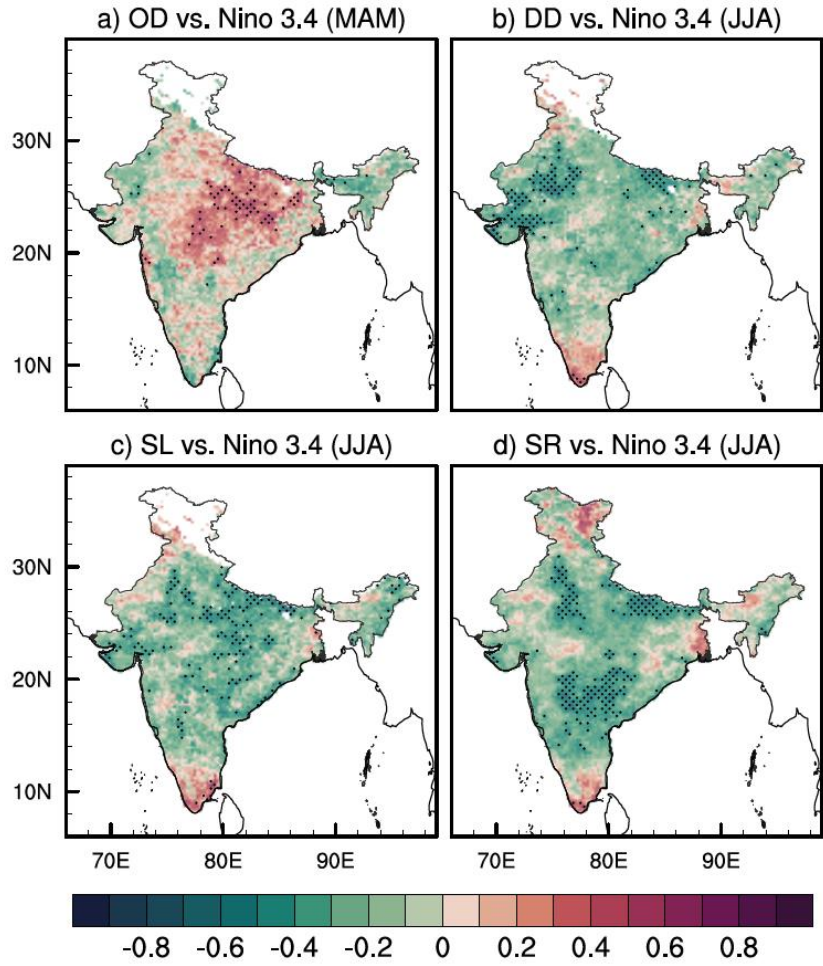 a) OD vs. Nino 3.4 (MAM)
b) DD vs. Nino 3.4 (JJA)
30N
20N
10N
c) SL vs. Nino 3.4 (JJA)
d) SR vs. Nino 3.4 (JJA)
30N
20N
10N
70E 80E 90E 70E 80E 90E
-0.8 -0.6 -0.4 -0.2 0 0.2 0.4 0.6 0.8